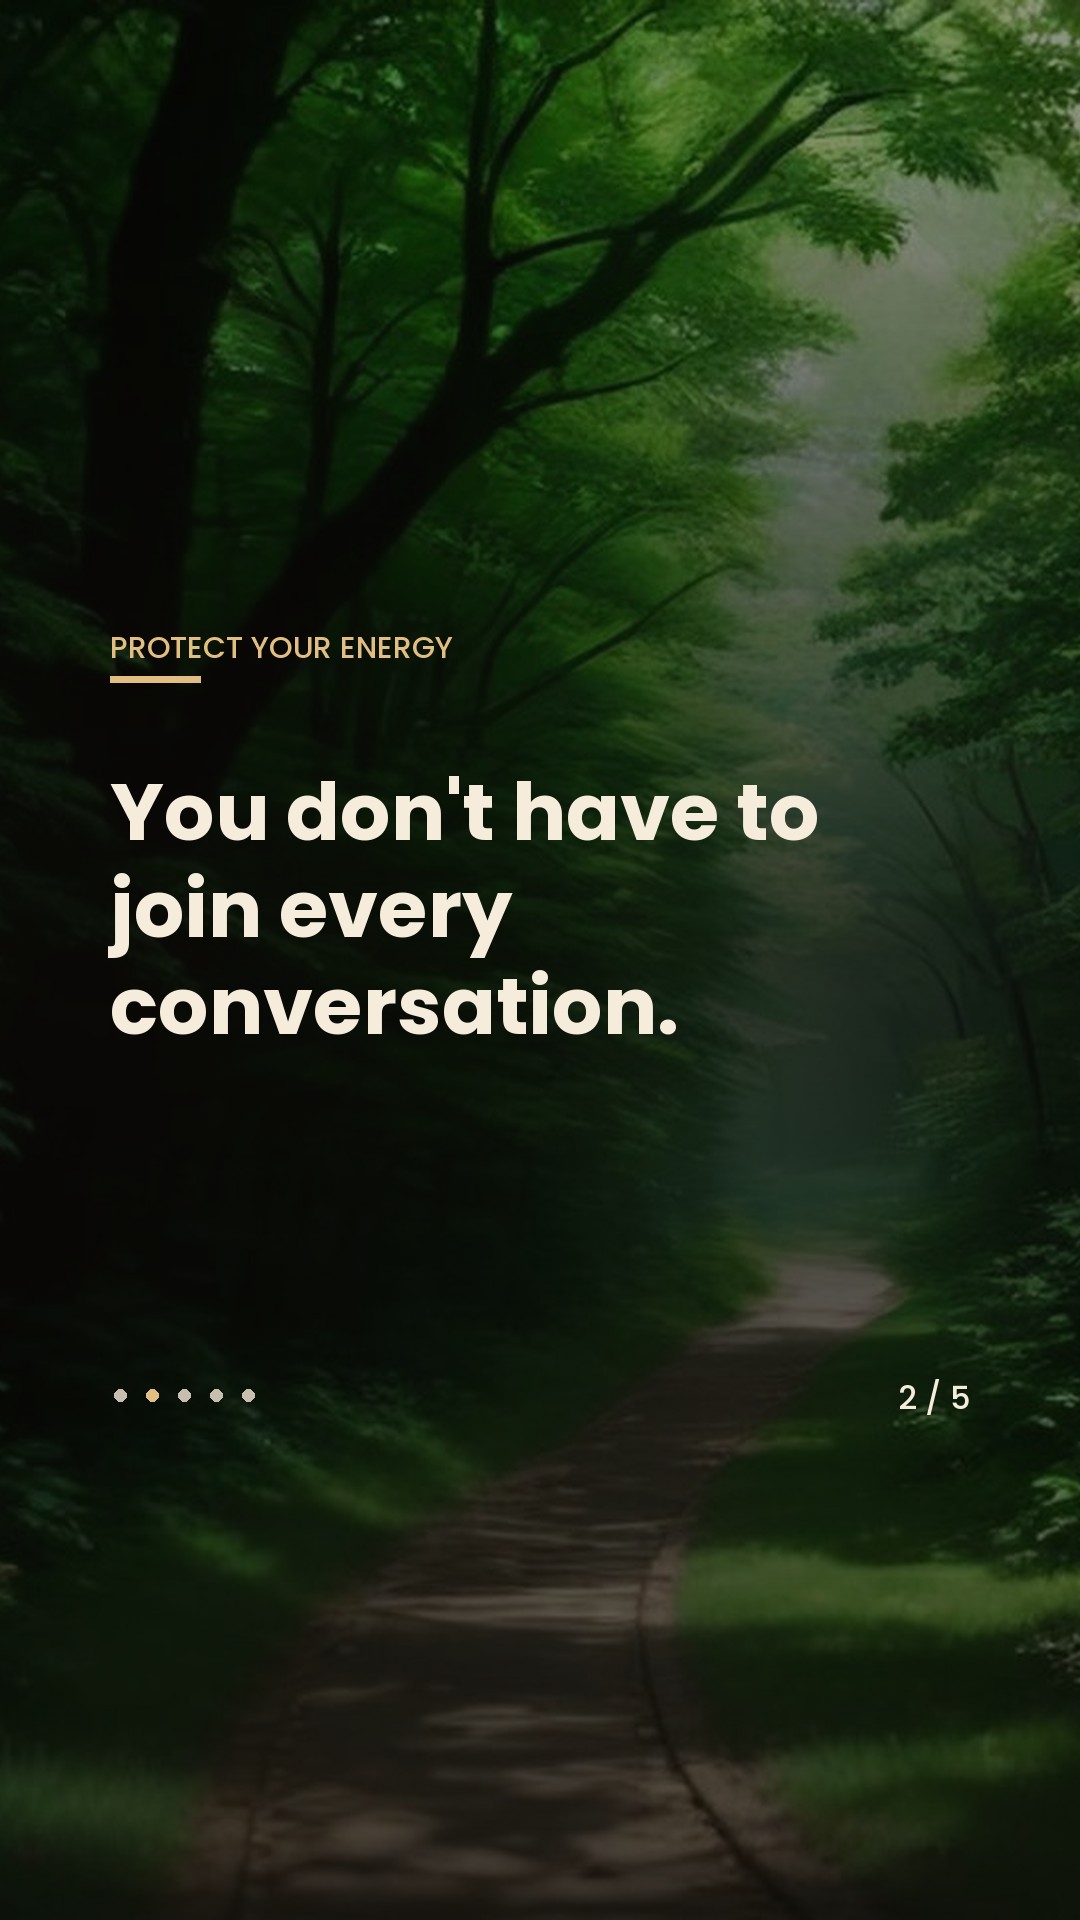 PROTECT YOUR ENERGY
You don't have to
join every
conversation.
2 / 5